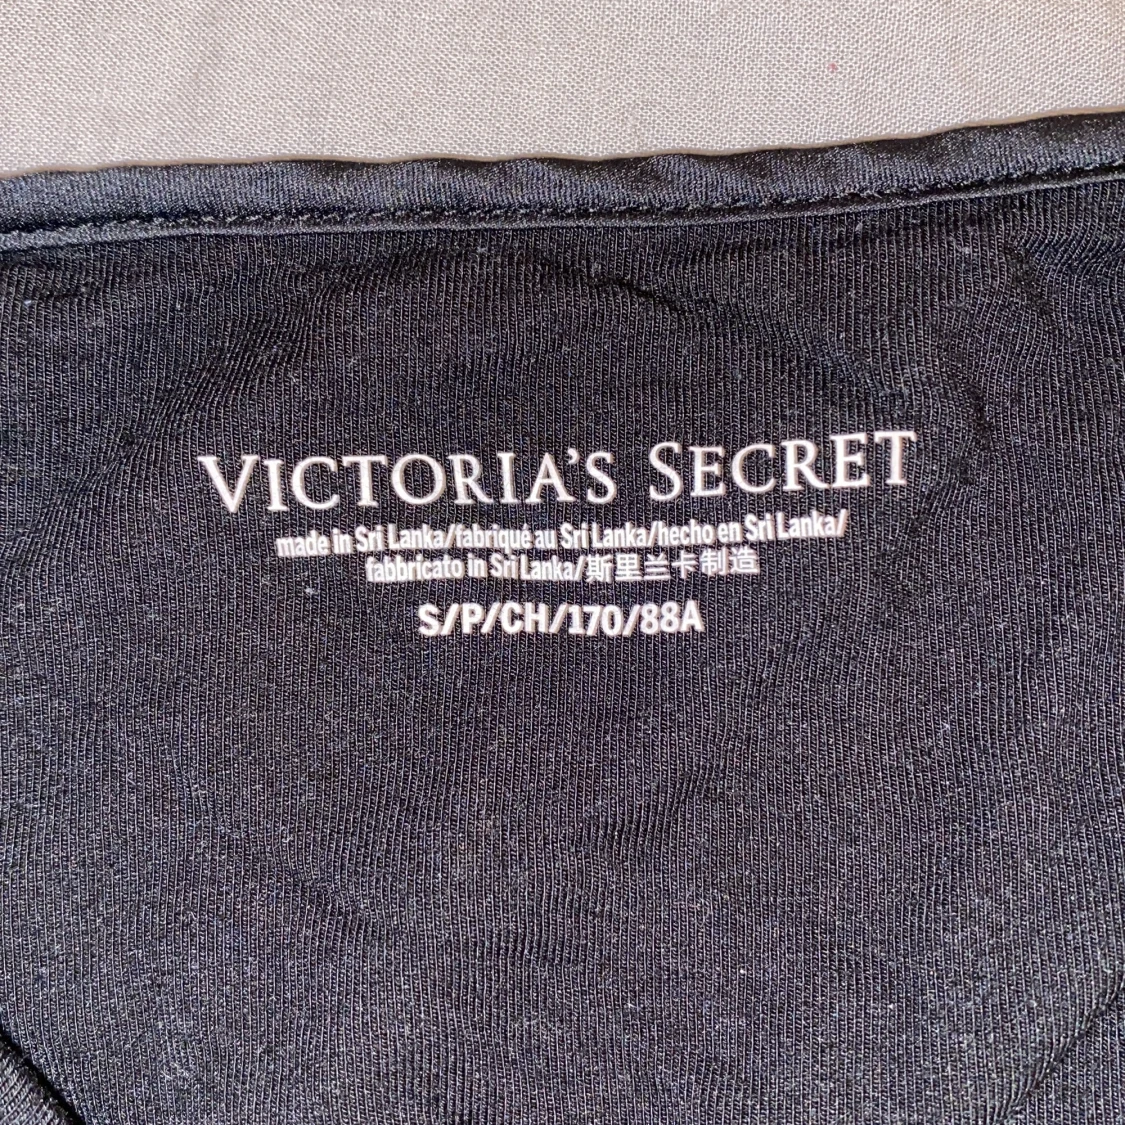 VICTORIA'S SECRET
made in Sri Lanka/fabriqué au Sri Lanka/hecho en Sri Lanka/
fabbricato in Sri Lanka/斯里兰卡制造
S/P/CH/170/88A